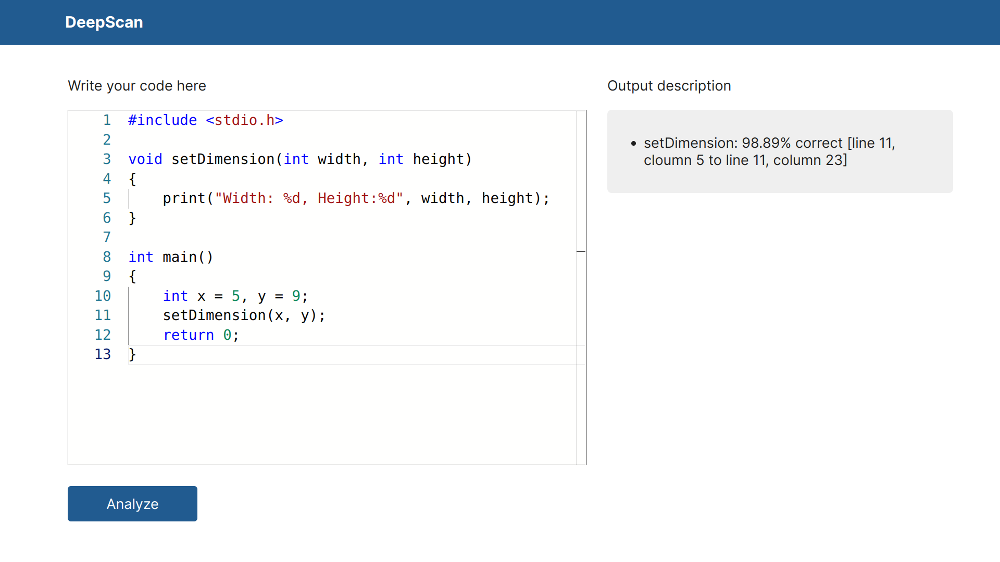 DeepScan
Write your code here
Output description
1 #include <stdio.h>
2
3 void setDimension(int width, int height)
4 {
5     print("Width: %d, Height:%d", width, height);
6 }
7
8 int main()
9 {
10     int x = 5, y = 9;
11     setDimension(x, y);
12     return 0;
13 }
• setDimension: 98.89% correct [line 11,
cloumn 5 to line 11, column 23]
Analyze